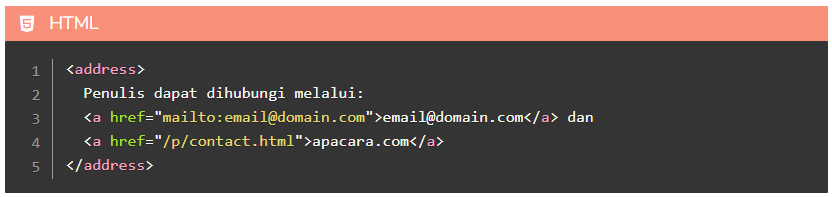 HTML
1 <address>
2 Penulis dapat dihubungi melalui:
3 <a href="mailto:email@domain.com">email@domain.com</a> dan
4 <a href="/p/contact.html">apacara.com</a>
5 </address>